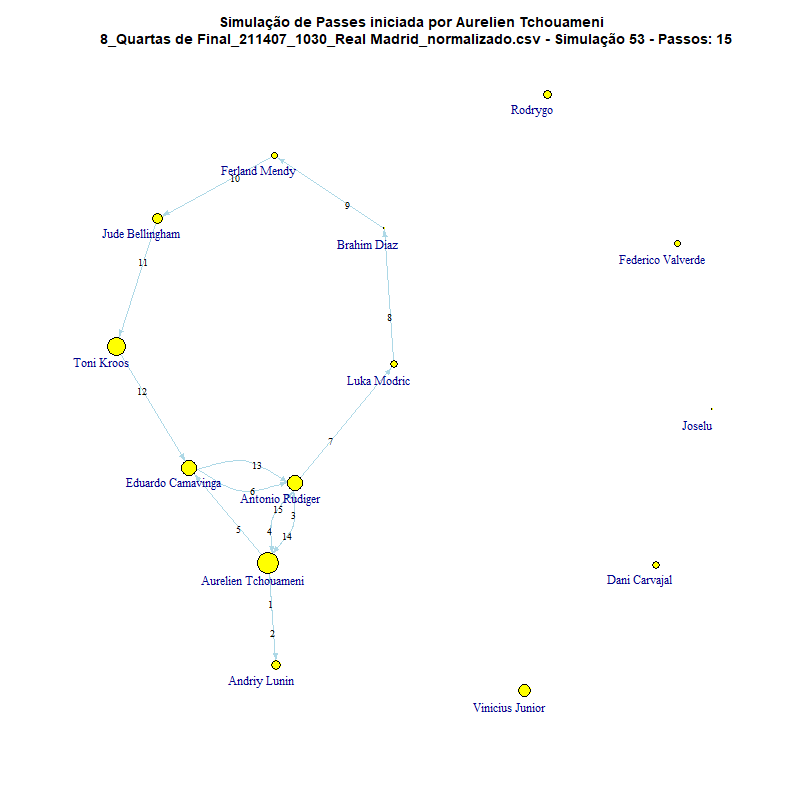 Simulação de Passes iniciada por Aurelien Tchouameni
8_Quartas de Final_211407_1030_Real Madrid_normalizado.csv - Simulação 53 - Passos: 15
Rodrygo
Ferland Mendy
10
9
Jude Bellingham
Brahim Diaz
Federico Valverde
11
8
Toni Kroos
Luka Modric
12
Joselu
7
13
Eduardo Camavinga
6
Antonio Rudiger
15
3
5
4
14
Aurelien Tchouameni
Dani Carvajal
1
2
Andriy Lunin
Vinicius Junior